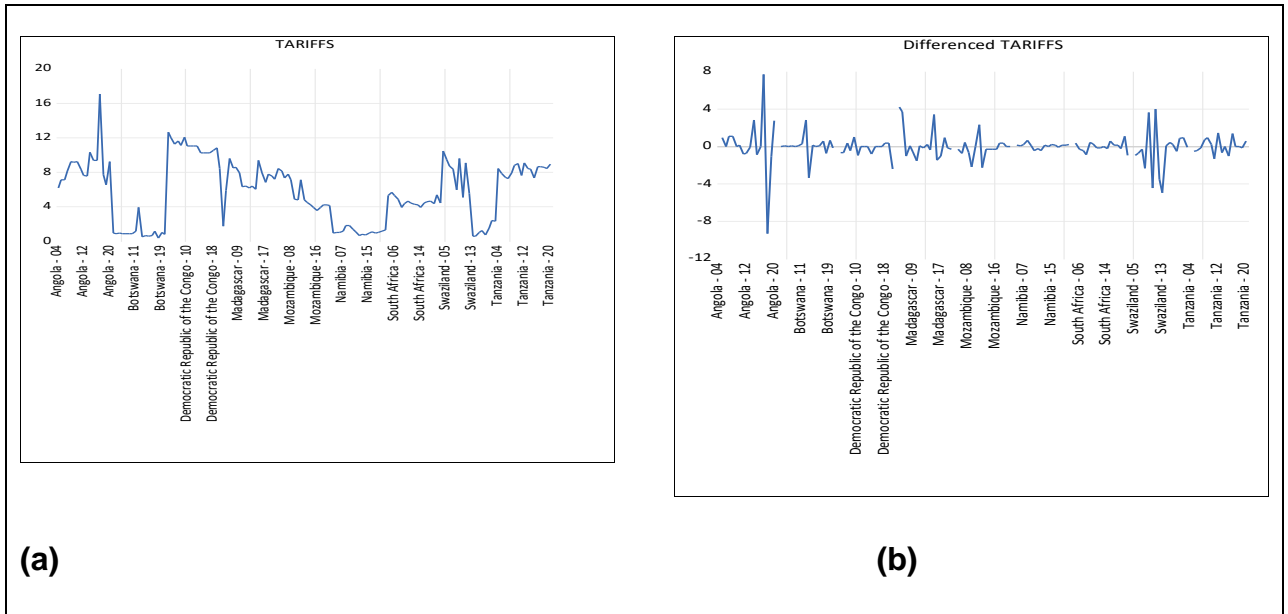 TARIFFS
20
16
12
8
4
0
Angola - 04
Angola - 12
Angola - 20
Botswana - 11
Botswana - 19
Democratic Republic of the Congo - 10
Democratic Republic of the Congo - 18
Madagascar - 09
Madagascar - 17
Mozambique - 08
Mozambique - 16
Namibia - 07
Namibia - 15
South Africa - 06
South Africa - 14
Swaziland - 05
Swaziland - 13
Tanzania - 04
Tanzania - 12
Tanzania - 20
(a)
Differenced TARIFFS
8
4
0
-4
-8
-12
Angola - 04
Angola - 12
Angola - 20
Botswana - 11
Botswana - 19
Democratic Republic of the Congo - 10
Democratic Republic of the Congo - 18
Madagascar - 09
Madagascar - 17
Mozambique - 08
Mozambique - 16
Namibia - 07
Namibia - 15
South Africa - 06
South Africa - 14
Swaziland - 05
Swaziland - 13
Tanzania - 04
Tanzania - 12
Tanzania - 20
(b)